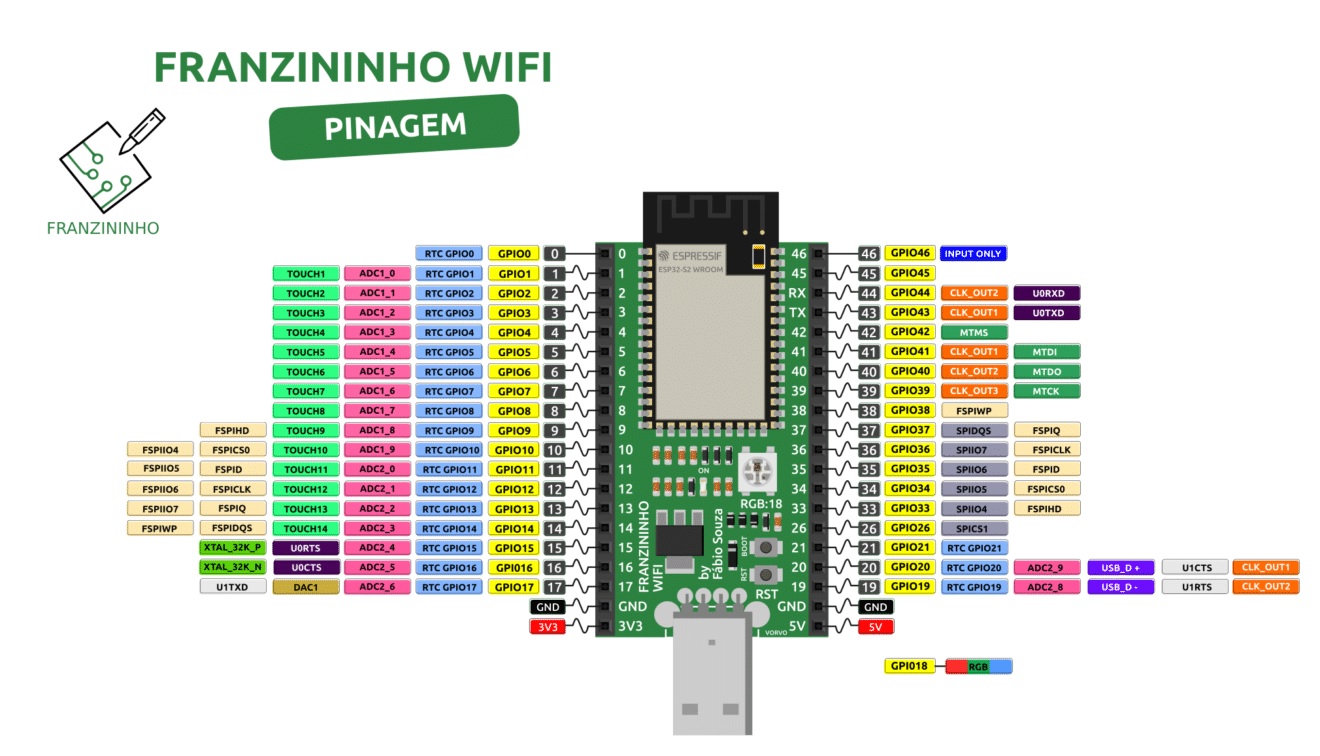 FRANZININHO WIFI
PINAGEM
FRANZININHO
RTC GPIO0 GPIO0 0 0 46 46 GPIO46 INPUT ONLY
ESPRESSIF
ESP32-S2 WROOM
TOUCH1 ADC1_0 RTC GPIO1 GPIO1 1 1 45 45 GPIO45
TOUCH2 ADC1_1 RTC GPIO2 GPIO2 2 2 RX 44 GPIO44 CLK_OUT2 U0RXD
TOUCH3 ADC1_2 RTC GPIO3 GPIO3 3 3 TX 43 GPIO43 CLK_OUT1 U0TXD
TOUCH4 ADC1_3 RTC GPIO4 GPIO4 4 4 42 42 GPIO42 MTMS
TOUCH5 ADC1_4 RTC GPIO5 GPIO5 5 5 41 41 GPIO41 CLK_OUT1 MTDI
TOUCH6 ADC1_5 RTC GPIO6 GPIO6 6 6 40 40 GPIO40 CLK_OUT2 MTDO
TOUCH7 ADC1_6 RTC GPIO7 GPIO7 7 7 39 39 GPIO39 CLK_OUT3 MTCK
TOUCH8 ADC1_7 RTC GPIO8 GPIO8 8 8 38 38 GPIO38 FSPIWP
FSPIHD TOUCH9 ADC1_8 RTC GPIO9 GPIO9 9 9 37 37 GPIO37 SPIDQS FSPIQ
FSPIIO4 FSPICS0 TOUCH10 ADC1_9 RTC GPIO10 GPIO10 10 10 36 36 GPIO36 SPIIO7 FSPICLK
FSPIIO5 FSPID TOUCH11 ADC2_0 RTC GPIO11 GPIO11 11 11 ON 35 35 GPIO35 SPIIO6 FSPID
FSPIIO6 FSPICLK TOUCH12 ADC2_1 RTC GPIO12 GPIO12 12 12 34 34 GPIO34 SPIIO5 FSPICS0
RGB:18
FSPIIO7 FSPIQ TOUCH13 ADC2_2 RTC GPIO13 GPIO13 13 13 33 33 GPIO33 SPIIO4 FSPIHD
FSPIWP FSPIDQS TOUCH14 ADC2_3 RTC GPIO14 GPIO14 14 14 26 26 GPIO26 SPICS1
XTAL_32K_P U0RTS ADC2_4 RTC GPIO15 GPIO15 15 15 21 21 GPIO21 RTC GPIO21
XTAL_32K_N U0CTS ADC2_5 RTC GPIO16 GPI016 16 16 20 20 GPIO20 RTC GPIO20 ADC2_9 USB_D + U1CTS CLK_OUT1
U1TXD DAC1 ADC2_6 RTC GPIO17 GPIO17 17 17 19 19 GPIO19 RTC GPIO19 ADC2_8 USB_D - U1RTS CLK_OUT2
FRANZININHO
WIFI
by
Fábio Souza
BOOT
RST
RST
GND GND GND GND
3V3 3V3 VORVO 5V 5V
GPI018 RGB